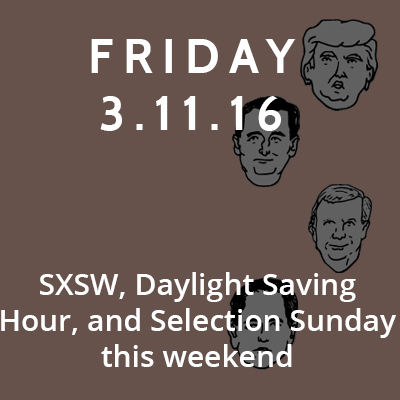 FRIDAY
3.11.16
SXSW, Daylight Saving
Hour, and Selection Sunday
this weekend